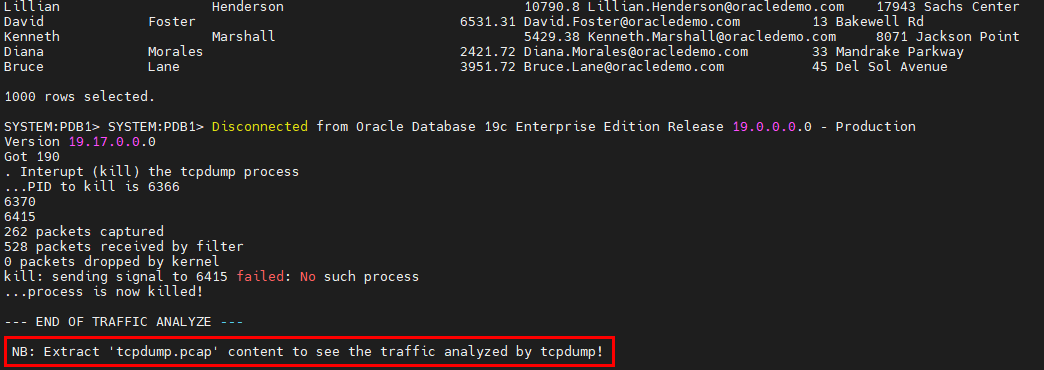 Lillian Henderson 10790.8 Lillian.Henderson@oracledemo.com 17943 Sachs Center
David Foster 6531.31 David.Foster@oracledemo.com 13 Bakewell Rd
Kenneth Marshall 5429.38 Kenneth.Marshall@oracledemo.com 8071 Jackson Point
Diana Morales 2421.72 Diana.Morales@oracledemo.com 33 Mandrake Parkway
Bruce Lane 3951.72 Bruce.Lane@oracledemo.com 45 Del Sol Avenue
1000 rows selected.
SYSTEM:PDB1> SYSTEM:PDB1> Disconnected from Oracle Database 19c Enterprise Edition Release 19.0.0.0.0 - Production
Version 19.17.0.0.0
Got 190
. Interupt (kill) the tcpdump process
...PID to kill is 6366
6370
6415
262 packets captured
528 packets received by filter
0 packets dropped by kernel
kill: sending signal to 6415 failed: No such process
...process is now killed!
--- END OF TRAFFIC ANALYZE ---
NB: Extract 'tcpdump.pcap' content to see the traffic analyzed by tcpdump!